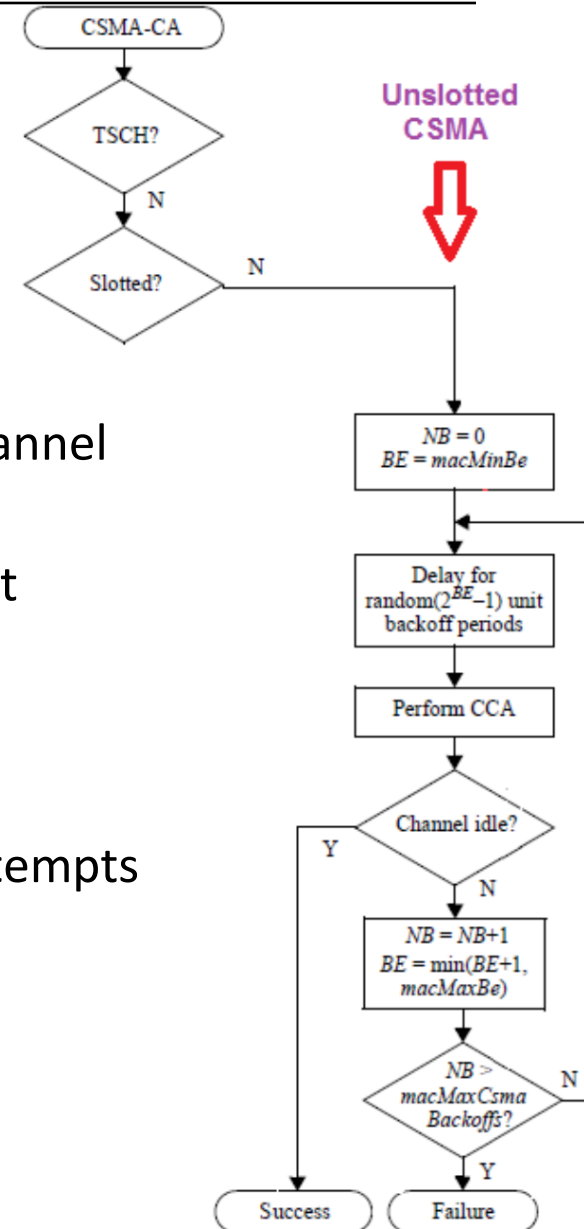 CSMA-CA
Unslotted
CSMA
TSCH?
N
Slotted?
N
annel
NB = 0
BE = macMinBe
t
Delay for
random(2^BE–1) unit
backoff periods
Perform CCA
Channel idle?
Y
N
tempts
NB = NB+1
BE = min(BE+1,
macMaxBe)
NB >
macMaxCsma
Backoffs?
N
Y
Success
Failure